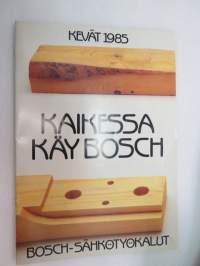 KEVÄT 1985
KAIKESSA
KÄY BOSCH
BOSCH-SÄHKÖTYÖKALUT